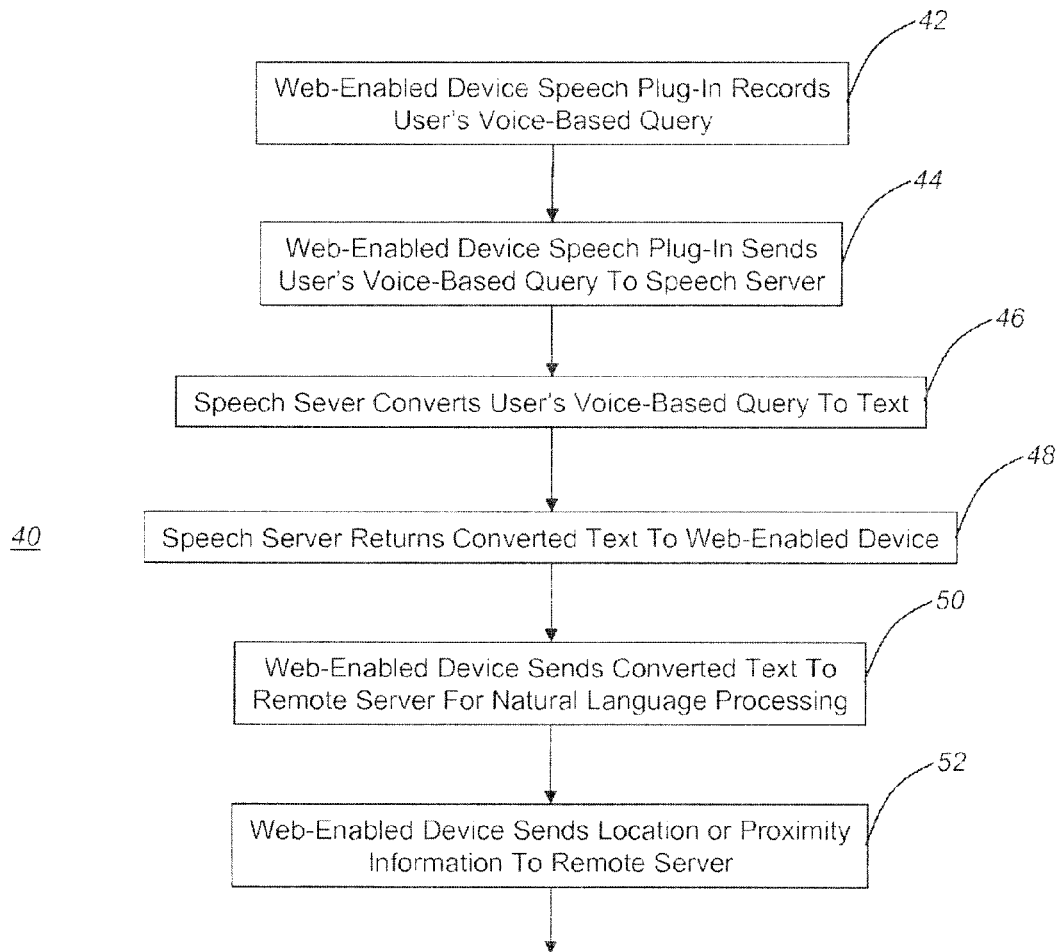 42
Web-Enabled Device Speech Plug-In Records
User's Voice-Based Query
44
Web-Enabled Device Speech Plug-In Sends
User's Voice-Based Query To Speech Server
46
Speech Sever Converts User's Voice-Based Query To Text
48
40
Speech Server Returns Converted Text To Web-Enabled Device
50
Web-Enabled Device Sends Converted Text To
Remote Server For Natural Language Processing
52
Web-Enabled Device Sends Location or Proximity
Information To Remote Server